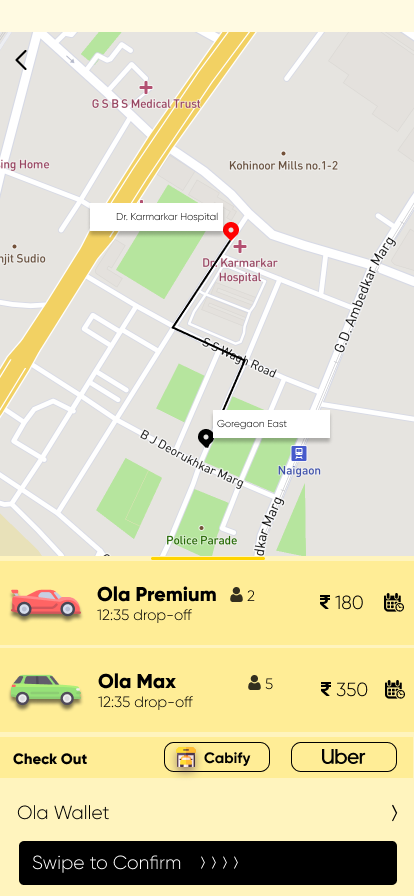 G S B S Medical Trust
Kohinoor Mills no.1-2
ing Home
Dr. Karmarkar Hospital
njit Sudio
Dr. Karmarkar
Hospital
G.D. Ambedkar Marg
S S Wagh Road
Goregaon East
B J Deorukhkar Marg
Naigaon
dkar Marg
Police Parade
Ola Premium 2
₹ 180
12:35 drop-off
Ola Max 5
₹ 350
12:35 drop-off
Check Out
Cabify
Uber
Ola Wallet 〉
Swipe to Confirm 〉〉〉〉